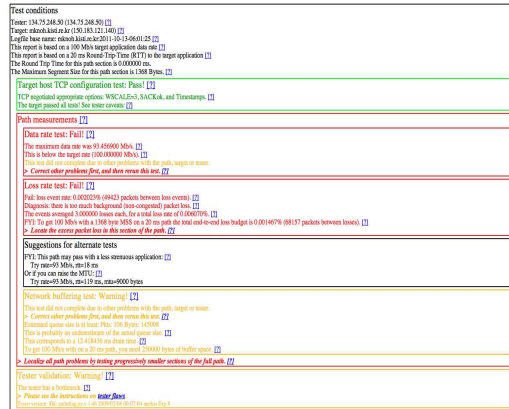 Test conditions
Tester: 134.75.248.50 (134.75.248.50) [?]
Target: mknoh.kisti.re.kr (150.183.121.140) [?]
Logfile base name: mknoh.kisti.re.kr:2011-10-13-06:01:25 [?]
This report is based on a 100 Mb/s target application data rate [?]
This report is based on a 20 ms Round-Trip-Time (RTT) to the target application [?]
The Round Trip Time for this path section is 0.000000 ms.
The Maximum Segment Size for this path section is 1368 Bytes. [?]
Target host TCP configuration test: Pass! [?]
TCP negotiated appropriate options: WSCALE=3, SACKok, and Timestamps. [?]
The target passed all tests! See tester caveats: [?]
Path measurements [?]
Data rate test: Fail! [?]
The maximum data rate was 93.456900 Mb/s. [?]
This is below the target rate (100.000000 Mb/s). [?]
This test did not complete due to other problems with the path, target or tester.
> Correct other problems first, and then rerun this test. [?]
Loss rate test: Fail! [?]
Fail: loss event rate: 0.002023% (49423 packets between loss events). [?]
Diagnosis: there is too much background (non-congested) packet loss. [?]
The events averaged 3.000000 losses each, for a total loss rate of 0.006070%. [?]
FYI: To get 100 Mb/s with a 1368 byte MSS on a 20 ms path the total end-to-end loss budget is 0.001467% (68157 packets between losses). [?]
> Locate the excess packet loss in this section of the path. [?]
Suggestions for alternate tests
FYI: This path may pass with a less strenuous application: [?]
Try rate=93 Mb/s, rtt=18 ms
Or if you can raise the MTU: [?]
Try rate=93 Mb/s, rtt=119 ms, mtu=9000 bytes
Network buffering test: Warning! [?]
This test did not complete due to other problems with the path, target or tester.
> Correct other problems first, and then rerun this test. [?]
Estimated queue size is at least: Pkts: 106 Bytes: 145008
This is probably an underestimate of the actual queue size. [?]
This corresponds to a 12.418436 ms drain time. [?]
To get 100 Mb/s with on a 20 ms path, you need 250000 bytes of buffer space. [?]
> Localize all path problems by testing progressively smaller sections of the full path. [?]
Tester validation: Warning! [?]
The tester has a bottleneck. [?]
> Please see the instructions on tester flaws.